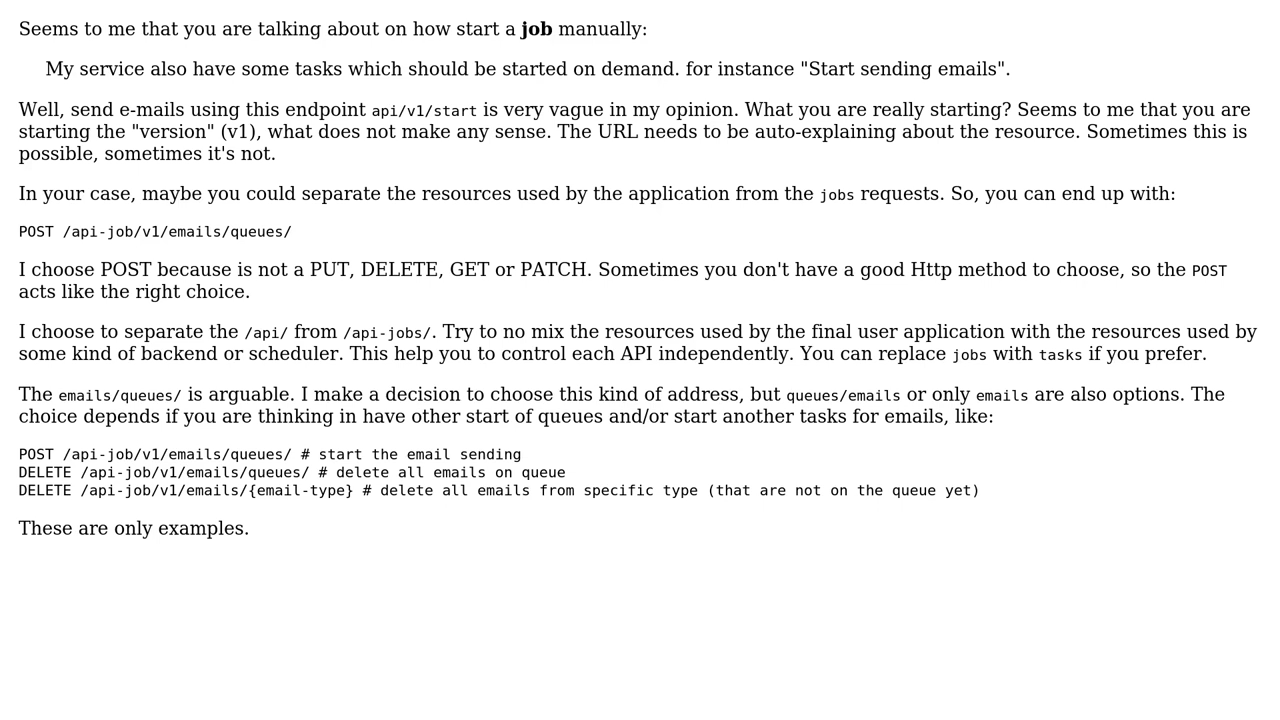 Seems to me that you are talking about on how start a job manually:
My service also have some tasks which should be started on demand. for instance "Start sending emails".
Well, send e-mails using this endpoint api/v1/start is very vague in my opinion. What you are really starting? Seems to me that you are
starting the "version" (v1), what does not make any sense. The URL needs to be auto-explaining about the resource. Sometimes this is
possible, sometimes it's not.
In your case, maybe you could separate the resources used by the application from the jobs requests. So, you can end up with:
POST /api-job/v1/emails/queues/
I choose POST because is not a PUT, DELETE, GET or PATCH. Sometimes you don't have a good Http method to choose, so the POST
acts like the right choice.
I choose to separate the /api/ from /api-jobs/. Try to no mix the resources used by the final user application with the resources used by
some kind of backend or scheduler. This help you to control each API independently. You can replace jobs with tasks if you prefer.
The emails/queues/ is arguable. I make a decision to choose this kind of address, but queues/emails or only emails are also options. The
choice depends if you are thinking in have other start of queues and/or start another tasks for emails, like:
POST /api-job/v1/emails/queues/ # start the email sending
DELETE /api-job/v1/emails/queues/ # delete all emails on queue
DELETE /api-job/v1/emails/{email-type} # delete all emails from specific type (that are not on the queue yet)
These are only examples.